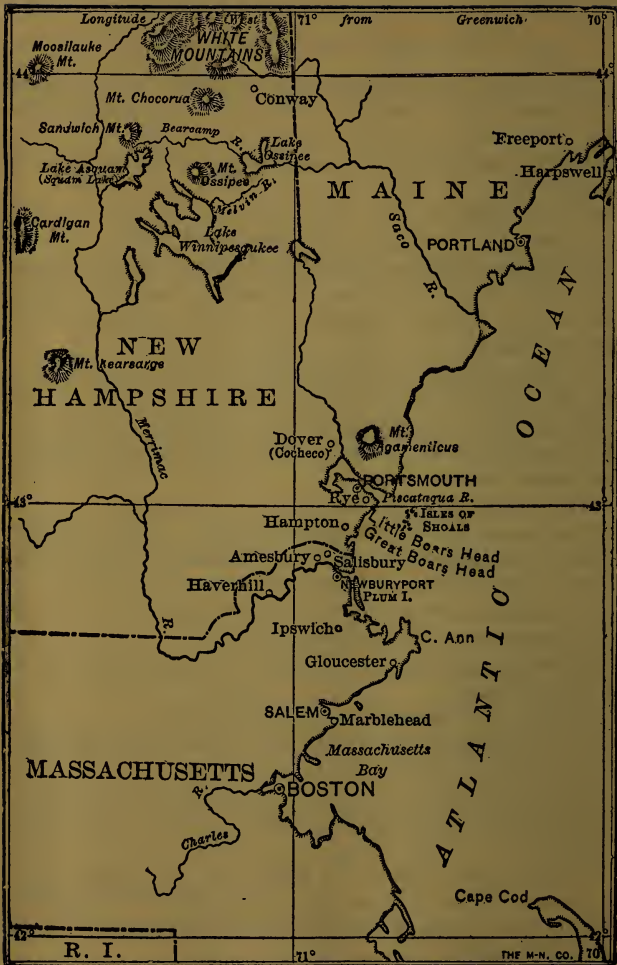 Longitude (West 71° from Greenwich 70°
WHITE
MOUNTAINS
Moosilauke
Mt.
44°
44°
Mt. Chocorua
Conway
Sandwich Mt.
Bearcamp R.
Lake
Ossipee
Freeport
Harpswell
Lake Asquam
(Squam Lake)
Mt.
Ossipee
Melvin R.
MAINE
Cardigan
Mt.
Lake
Winnipesaukee
Saco R.
PORTLAND
NEW
HAMPSHIRE
Mt. Kearsarge
Merrimac R.
ATLANTIC OCEAN
Dover
(Cocheco)
Mt.
Agamenticus
PORTSMOUTH
Rye
Piscataqua R.
43°
43°
ISLES OF
SHOALS
Hampton
Little Boars Head
Great Boars Head
Amesbury
Salisbury
Haverhill
NEWBURYPORT
PLUM I.
Ipswich
C. Ann
Gloucester
SALEM
Marblehead
Massachusetts
Bay
MASSACHUSETTS
BOSTON
Charles R.
Cape Cod
42°
42°
R. I.
71°
THE M-N. CO.
70°